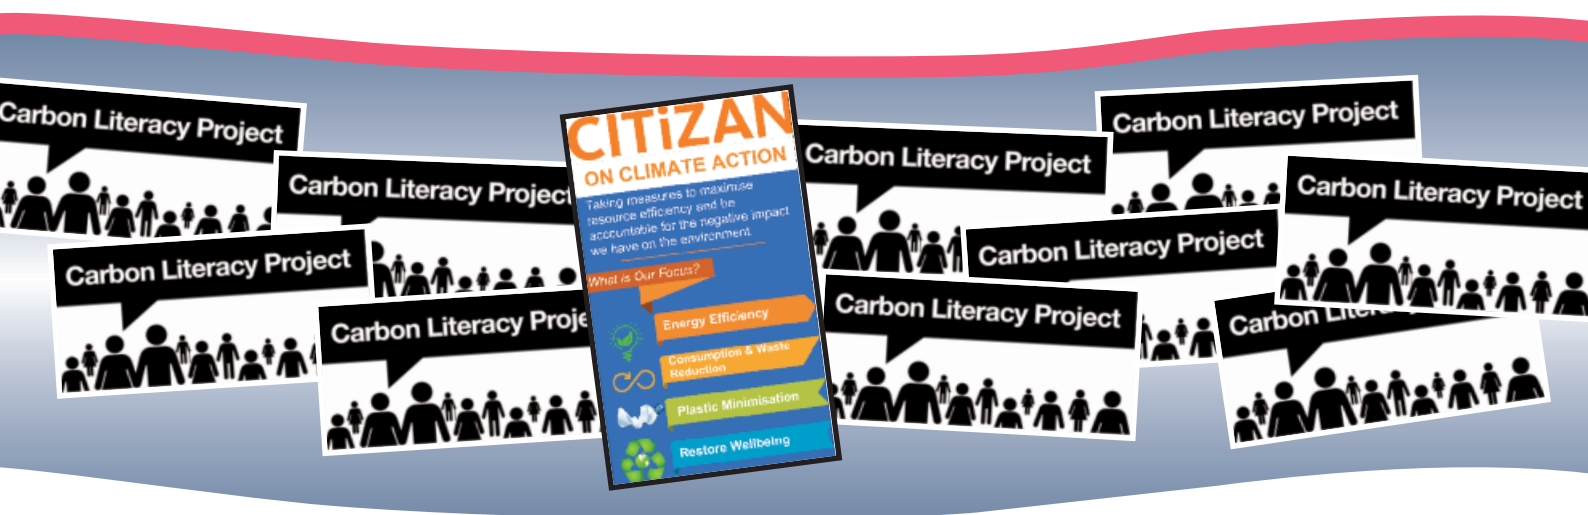 Carbon Literacy Project
Carbon Literacy Project
Carbon Literacy Project
Carbon Literacy Proje
CITiZAN
ON CLIMATE ACTION
Taking measures to maximise
resource efficiency and be
accountable for the negative impact
we have on the environment
What is Our Focus?
Energy Efficiency
Consumption & Waste
Reduction
Plastic Minimisation
Restore Wellbeing
Carbon Literacy Project
Carbon Literacy Project
Carbon Literacy Project
Carbon Literacy Project
Carbon Literacy Project
Carbon